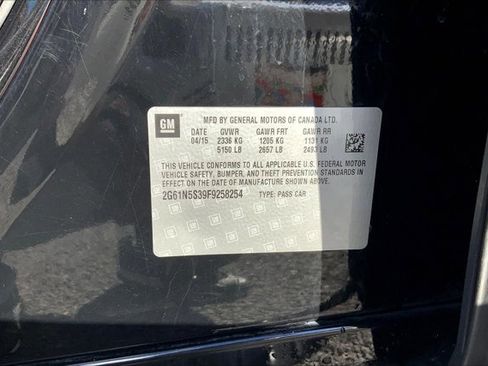 GM
MFD BY GENERAL MOTORS OF CANADA LTD.
DATE GVWR GAWR FRT GAWR RR
04/15 2336 KG 1205 KG 1131 KG
5150 LB 2657 LB 2493 LB
THIS VEHICLE CONFORMS TO ALL APPLICABLE U.S. FEDERAL MOTOR
VEHICLE SAFETY, BUMPER, AND THEFT PREVENTION STANDARDS IN
EFFECT ON THE DATE OF MANUFACTURE SHOWN ABOVE.
2G61N5S39F9258254 TYPE: PASS CAR